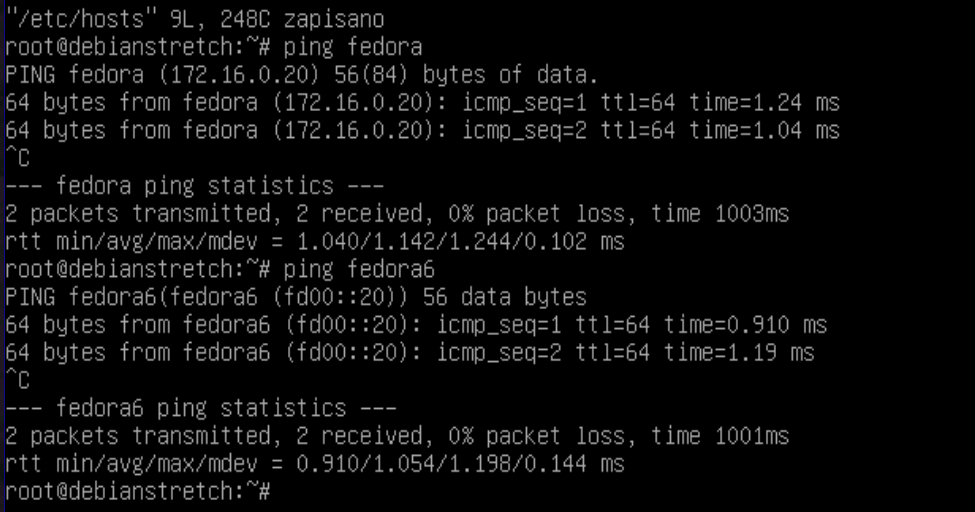 "/etc/hosts" 9L, 248C zapisano
root@debianstretch:~# ping fedora
PING fedora (172.16.0.20) 56(84) bytes of data.
64 bytes from fedora (172.16.0.20): icmp_seq=1 ttl=64 time=1.24 ms
64 bytes from fedora (172.16.0.20): icmp_seq=2 ttl=64 time=1.04 ms
^C
--- fedora ping statistics ---
2 packets transmitted, 2 received, 0% packet loss, time 1003ms
rtt min/avg/max/mdev = 1.040/1.142/1.244/0.102 ms
root@debianstretch:~# ping fedora6
PING fedora6(fedora6 (fd00::20)) 56 data bytes
64 bytes from fedora6 (fd00::20): icmp_seq=1 ttl=64 time=0.910 ms
64 bytes from fedora6 (fd00::20): icmp_seq=2 ttl=64 time=1.19 ms
^C
--- fedora6 ping statistics ---
2 packets transmitted, 2 received, 0% packet loss, time 1001ms
rtt min/avg/max/mdev = 0.910/1.054/1.198/0.144 ms
root@debianstretch:~#